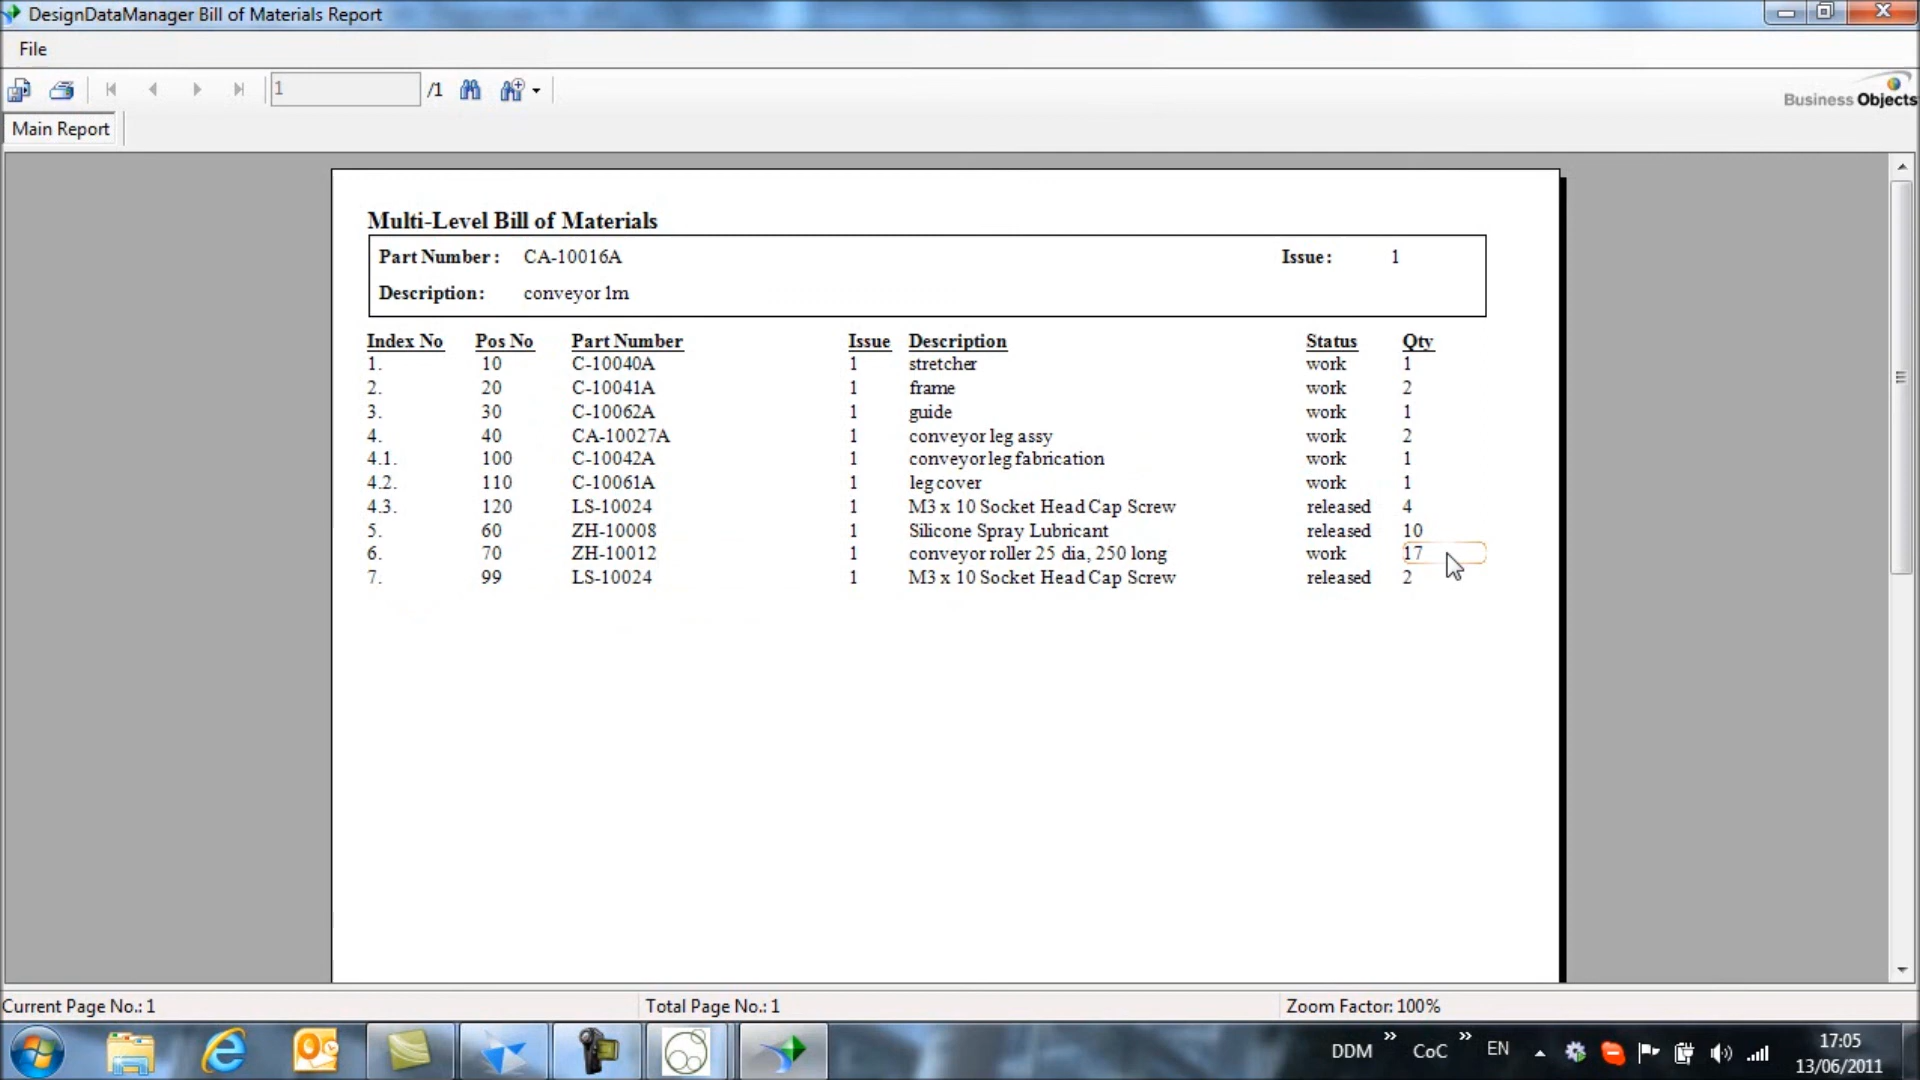 DesignDataManager Bill of Materials Report
File
1 /1
Business Objects
Main Report
Multi-Level Bill of Materials
Part Number: CA-10016A Issue: 1
Description: conveyor 1m
Index No Pos No Part Number Issue Description Status Qty
1. 10 C-10040A 1 stretcher work 1
2. 20 C-10041A 1 frame work 2
3. 30 C-10062A 1 guide work 1
4. 40 CA-10027A 1 conveyor leg assy work 2
4.1. 100 C-10042A 1 conveyor leg fabrication work 1
4.2. 110 C-10061A 1 leg cover work 1
4.3. 120 LS-10024 1 M3 x 10 Socket Head Cap Screw released 4
5. 60 ZH-10008 1 Silicone Spray Lubricant released 10
6. 70 ZH-10012 1 conveyor roller 25 dia, 250 long work 17
7. 99 LS-10024 1 M3 x 10 Socket Head Cap Screw released 2
Current Page No.: 1 Total Page No.: 1 Zoom Factor: 100%
DDM » CoC » EN 17:05
13/06/2011